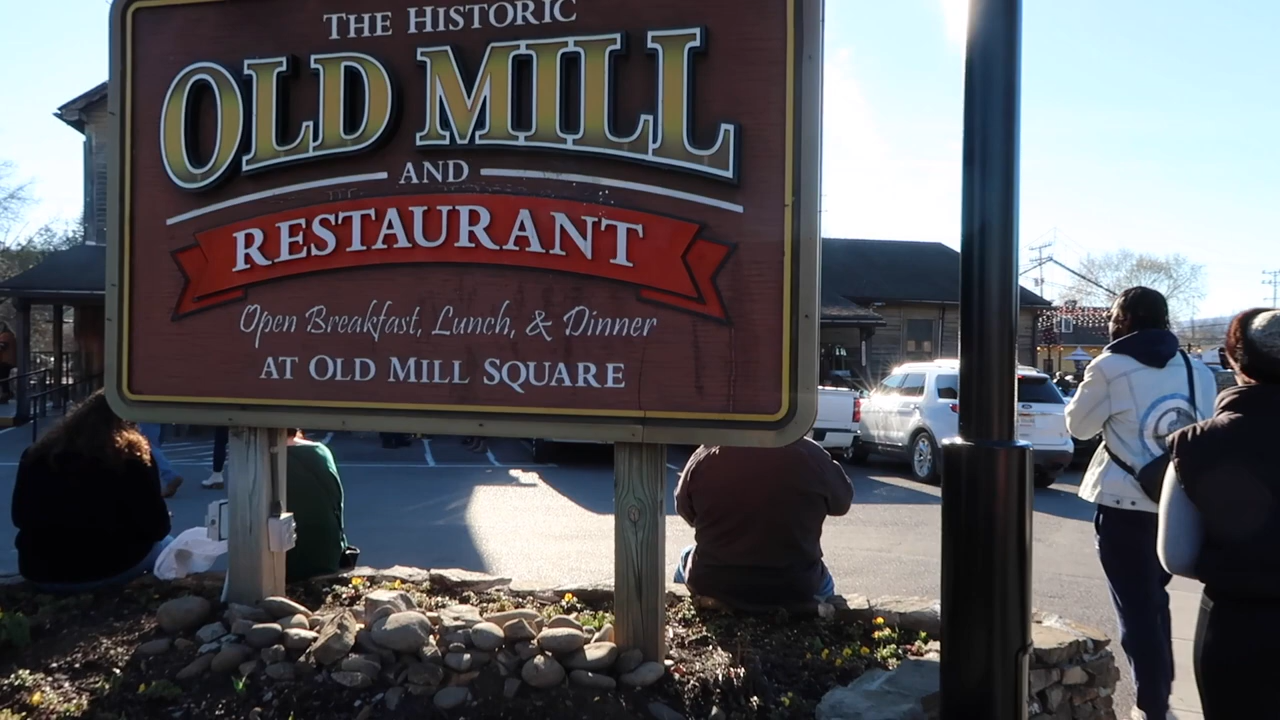 THE HISTORIC
OLD MILL
AND
RESTAURANT
Open Breakfast, Lunch, & Dinner
AT OLD MILL SQUARE